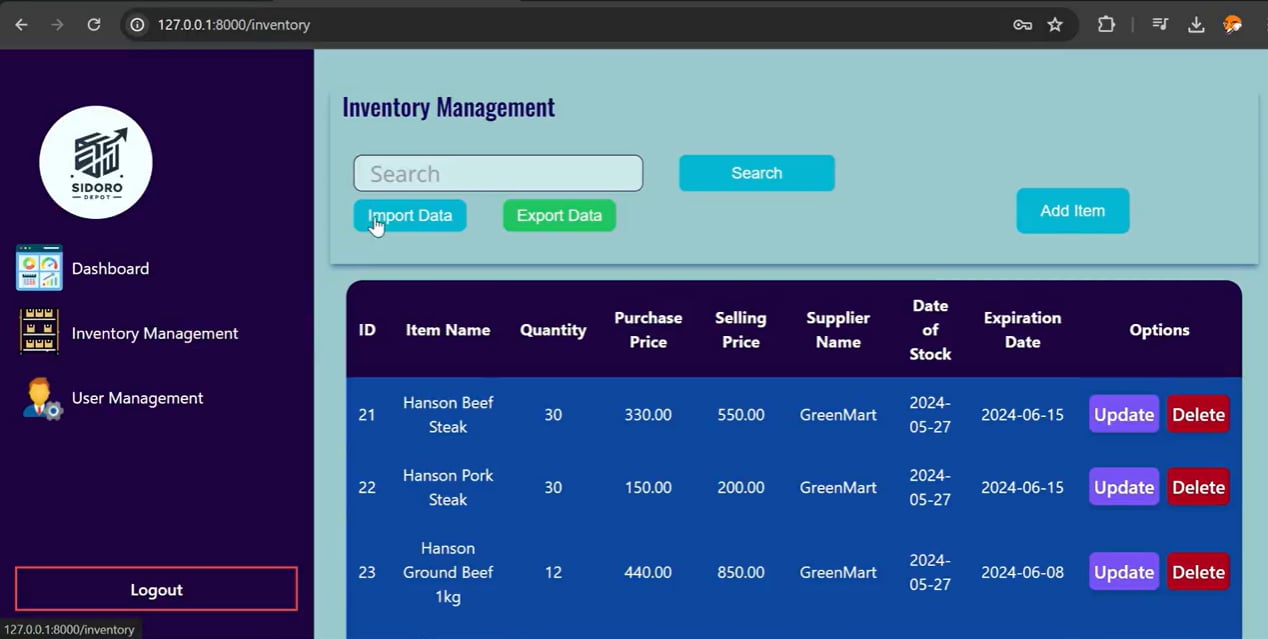 127.0.0.1:8000/inventory
SIDORO
DEPOT
Dashboard
Inventory Management
User Management
Logout
127.0.0.1:8000/inventory
Inventory Management
Search
Search
Import Data
Export Data
Add Item
ID Item Name Quantity Purchase Price Selling Price Supplier Name Date of Stock Expiration Date Options
21 Hanson Beef Steak 30 330.00 550.00 GreenMart 2024-05-27 2024-06-15 Update Delete
22 Hanson Pork Steak 30 150.00 200.00 GreenMart 2024-05-27 2024-06-15 Update Delete
23 Hanson Ground Beef 1kg 12 440.00 850.00 GreenMart 2024-05-27 2024-06-08 Update Delete